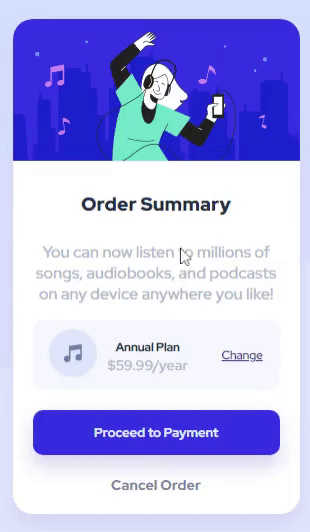 Order Summary
You can now listen to millions of
songs, audiobooks, and podcasts
on any device anywhere you like!
Annual Plan
$59.99/year
Change
Proceed to Payment
Cancel Order